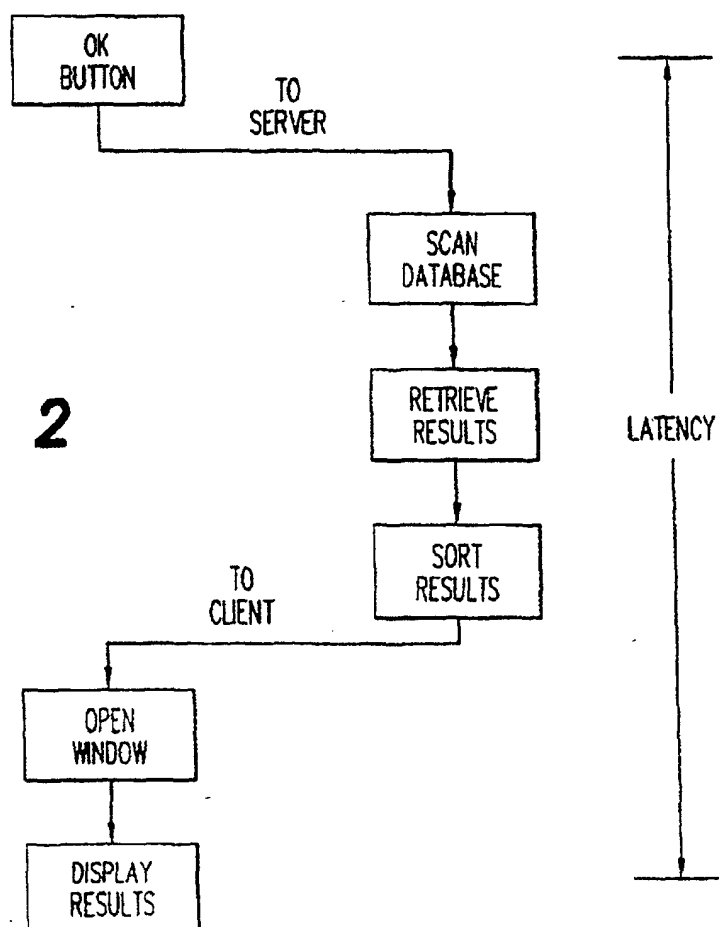 OK
BUTTON
TO
SERVER
SCAN
DATABASE
RETRIEVE
RESULTS
2
LATENCY
SORT
RESULTS
TO
CLIENT
OPEN
WINDOW
DISPLAY
RESULTS